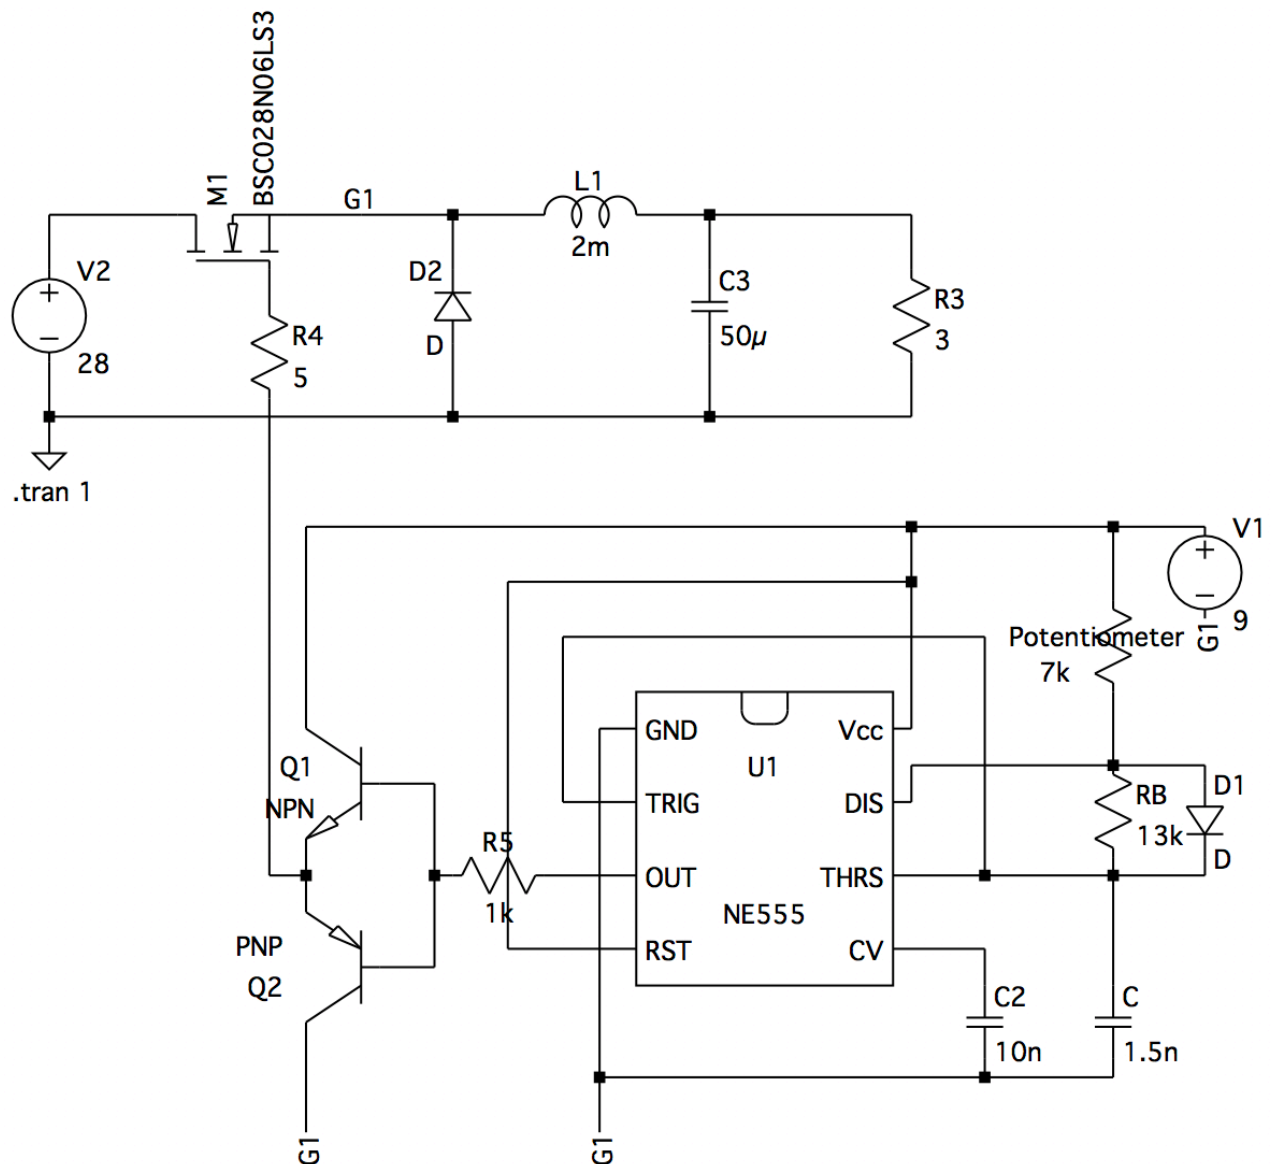 BSC028N06LS3
M1
G1
L1
2m
V2
28
R4
5
D2
D
C3
50µ
R3
3
.tran 1
V1
9
G1
Potentiometer
7k
GND
Vcc
U1
TRIG
DIS
OUT
THRS
NE555
RST
CV
Q1
NPN
R5
1k
RB
13k
D1
D
PNP
Q2
C2
10n
C
1.5n
G1
G1